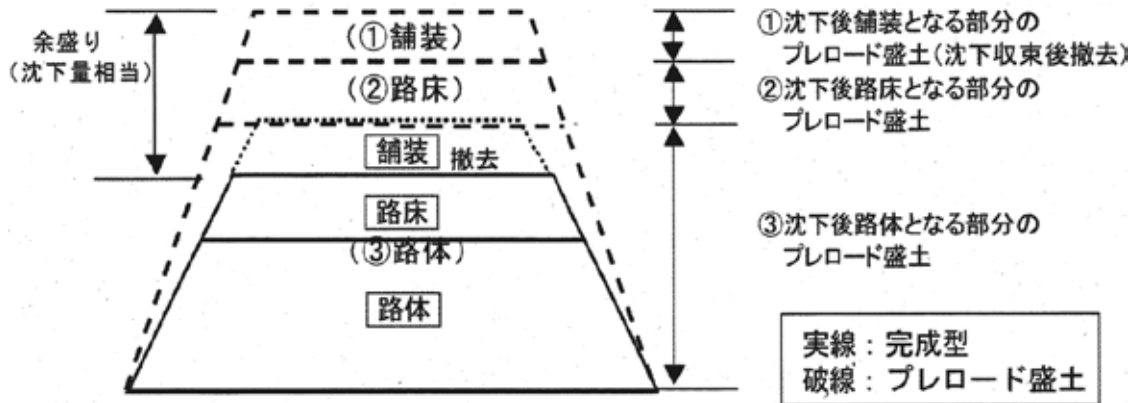 余盛り
(沈下量相当)
(①舗装)
(②路床)
舗装 撤去
路床
(③路体)
路体
①沈下後舗装となる部分の
プレロード盛土(沈下収束後撤去)
②沈下後路床となる部分の
プレロード盛土
③沈下後路体となる部分の
プレロード盛土
実線：完成型
破線：プレロード盛土